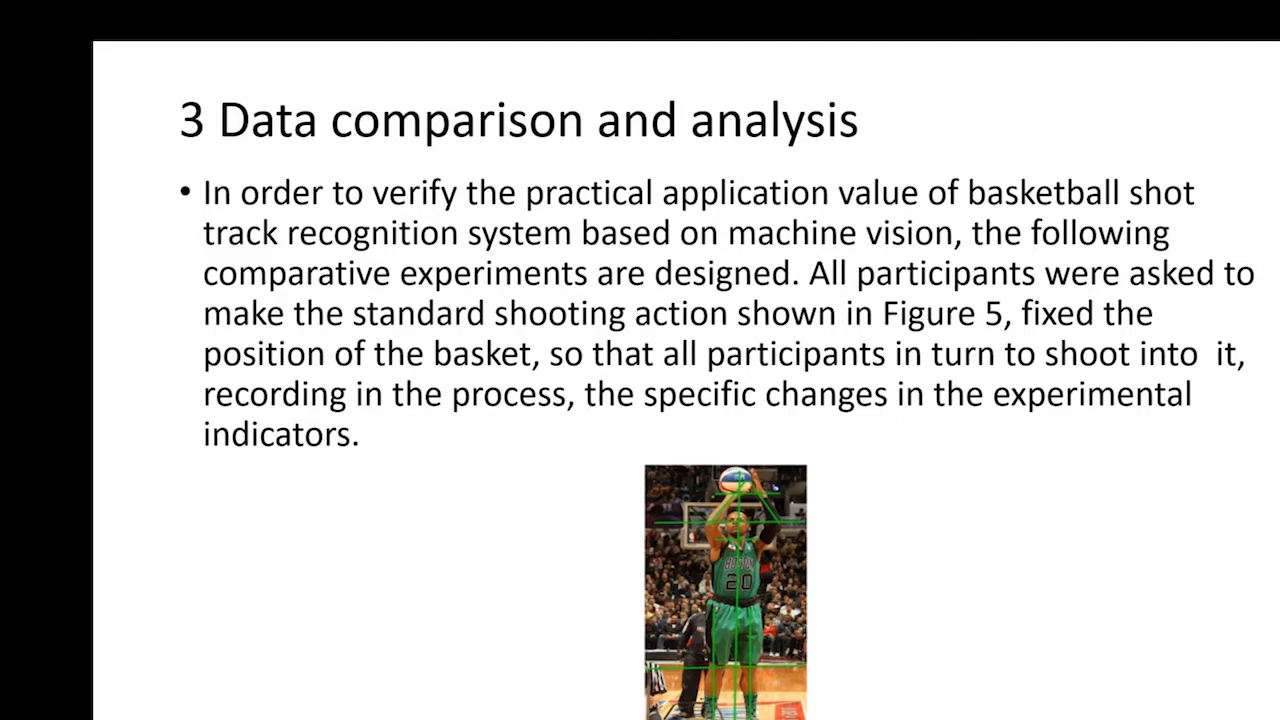 3 Data comparison and analysis
• In order to verify the practical application value of basketball shot
track recognition system based on machine vision, the following
comparative experiments are designed. All participants were asked to
make the standard shooting action shown in Figure 5, fixed the
position of the basket, so that all participants in turn to shoot into  it,
recording in the process, the specific changes in the experimental
indicators.
BOSTON
20